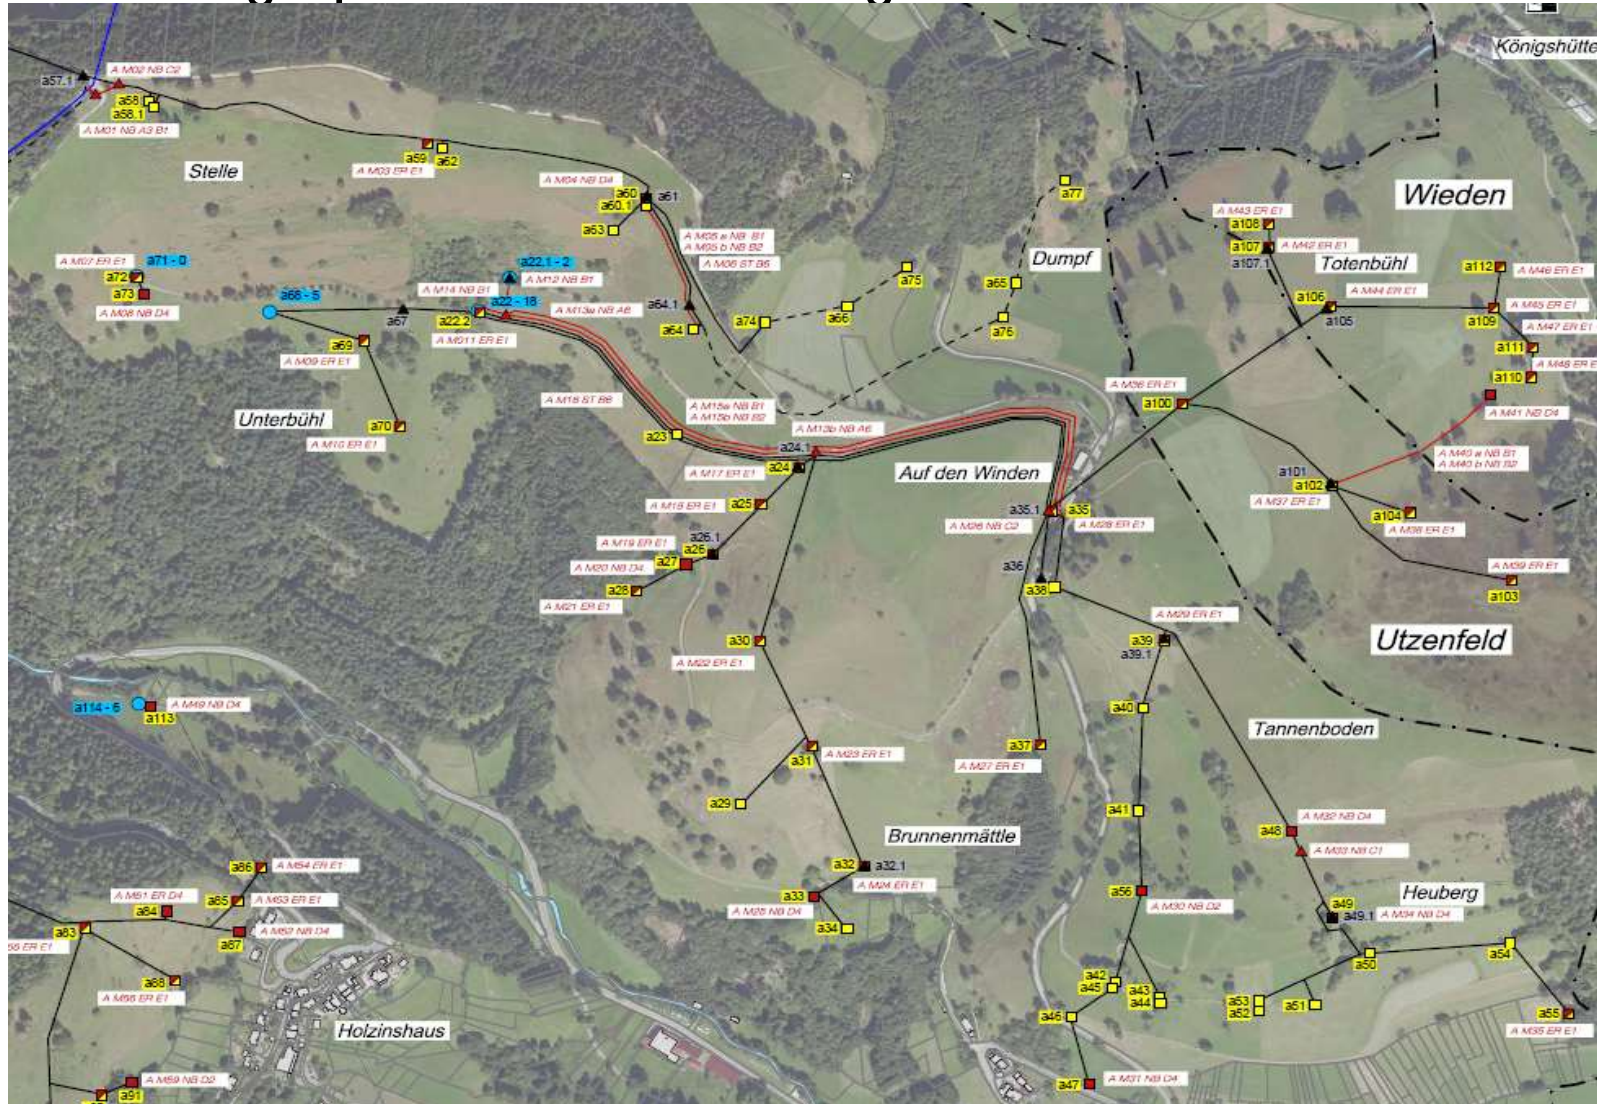 Königshütte
A M02 NB C2
a57.1
a58
a58.1
A M01 NB A3 B1
a59
a62
A M03 ER E1
Stelle
A M04 NB D4
a60
a61
a60.1
a63
A M05 a NB B1
A M05 b NB B2
A M06 ST B6
a77
Wieden
A M43 ER E1
a108
a107
A M42 ER E1
a107.1
Totenbühl
a112
A M46 ER E1
Dumpf
A M07 ER E1
a71 - 0
a72
a73
A M08 NB D4
a22.1 - 2
A M12 NB B1
A M14 NB B1
a68 - 5
a67
a22 - 18
a22.2
A M13a NB A6
A M011 ER E1
a64.1
a64
a74
a66
a75
a65
a76
a106
a105
A M44 ER E1
a109
A M45 ER E1
A M47 ER E1
a111
A M48 ER E
a110
A M41 NB D4
a69
A M09 ER E1
Unterbühl
a70
A M10 ER E1
A M16 ST B6
A M15a NB B1
A M15b NB B2
a23
A M13b NB A6
a24.1
a24
A M17 ER E1
Auf den Winden
A M36 ER E1
a100
A M40 a NB B1
A M40 b NB B2
a101
a102
A M37 ER E1
a104
A M38 ER E1
A M39 ER E1
a103
a25
A M18 ER E1
a35.1
a35
A M26 NB C2
A M28 ER E1
A M19 ER E1
a26.1
a26
a27
A M20 NB D4
a28
A M21 ER E1
a36
a38
A M29 ER E1
a39
a39.1
Utzenfeld
a30
A M22 ER E1
a114 - 6
a113
A M49 NB D4
a40
a37
A M27 ER E1
Tannenboden
a31
A M23 ER E1
a29
a41
a48
A M32 NB D4
A M33 NB C1
Brunnenmättle
a32
a32.1
A M24 ER E1
a33
A M25 NB D4
a34
a56
A M30 NB D2
Heuberg
a49
a49.1
A M34 NB D4
a50
a54
a55
A M35 ER E1
a86
A M54 ER E1
A M51 ER D4
a84
a85
A M53 ER E1
a83
a87
A M52 NB D4
a88
A M56 ER E1
Holzinshaus
a42
a45
a43
a44
a46
a53
a52
a51
a47
A M31 NB D4
A M59 NB D2
a91